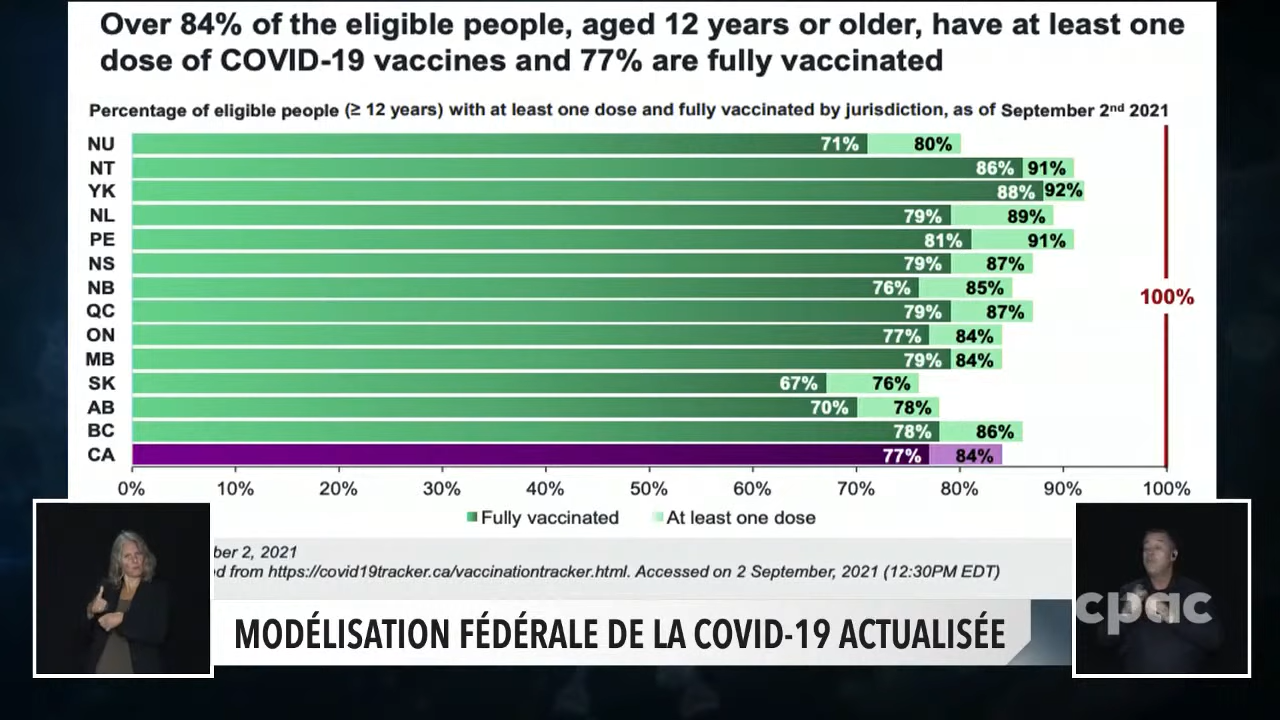 Over 84% of the eligible people, aged 12 years or older, have at least one
dose of COVID-19 vaccines and 77% are fully vaccinated
Percentage of eligible people (≥ 12 years) with at least one dose and fully vaccinated by jurisdiction, as of September 2nd 2021
NU 71% 80%
NT 86% 91%
YK 88% 92%
NL 79% 89%
PE 81% 91%
NS 79% 87%
NB 76% 85%
QC 79% 87%
100%
ON 77% 84%
MB 79% 84%
SK 67% 76%
AB 70% 78%
BC 78% 86%
CA 77% 84%
0% 10% 20% 30% 40% 50% 60% 70% 80% 90% 100%
Fully vaccinated At least one dose
ber 2, 2021
ed from https://covid19tracker.ca/vaccinationtracker.html. Accessed on 2 September, 2021 (12:30PM EDT)
cpac
MODÉLISATION FÉDÉRALE DE LA COVID-19 ACTUALISÉE